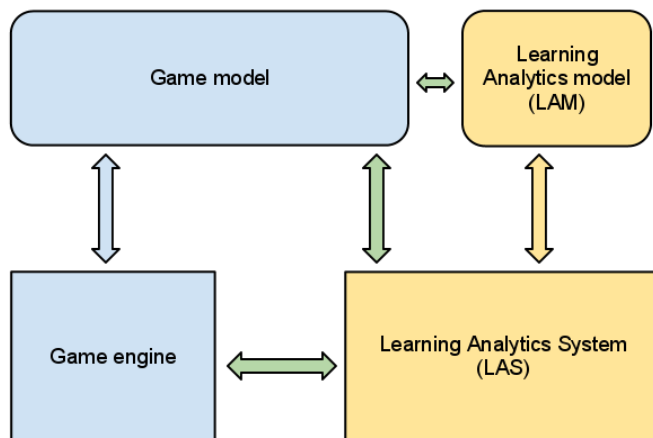 Game model
Learning
Analytics model
(LAM)
Game engine
Learning Analytics System
(LAS)